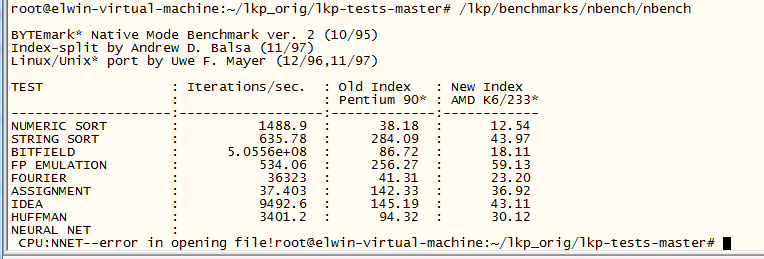 root@elwin-virtual-machine:~/lkp_orig/lkp-tests-master# /lkp/benchmarks/nbench/nbench
BYTEmark* Native Mode Benchmark ver. 2 (10/95)
Index-split by Andrew D. Balsa (11/97)
Linux/Unix* port by Uwe F. Mayer (12/96,11/97)
TEST : Iterations/sec. : Old Index : New Index
: : Pentium 90* : AMD K6/233*
--------------------:------------------:-------------:------------
NUMERIC SORT : 1488.9 : 38.18 : 12.54
STRING SORT : 635.78 : 284.09 : 43.97
BITFIELD : 5.0556e+08 : 86.72 : 18.11
FP EMULATION : 534.06 : 256.27 : 59.13
FOURIER : 36323 : 41.31 : 23.20
ASSIGNMENT : 37.403 : 142.33 : 36.92
IDEA : 9492.6 : 145.19 : 43.11
HUFFMAN : 3401.2 : 94.32 : 30.12
NEURAL NET :
CPU:NNET--error in opening file!root@elwin-virtual-machine:~/lkp_orig/lkp-tests-master#